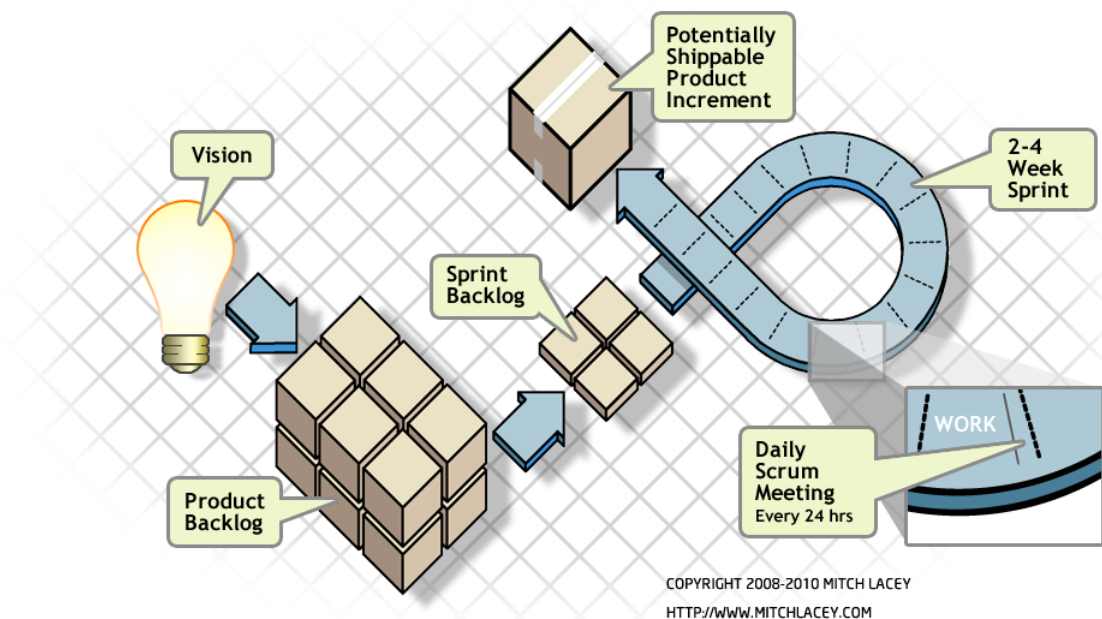 Potentially
Shippable
Product
Increment
Vision
2-4
Week
Sprint
Sprint
Backlog
WORK
Daily
Scrum
Meeting
Every 24 hrs
Product
Backlog
COPYRIGHT 2008-2010 MITCH LACEY
HTTP://WWW.MITCHLACEY.COM